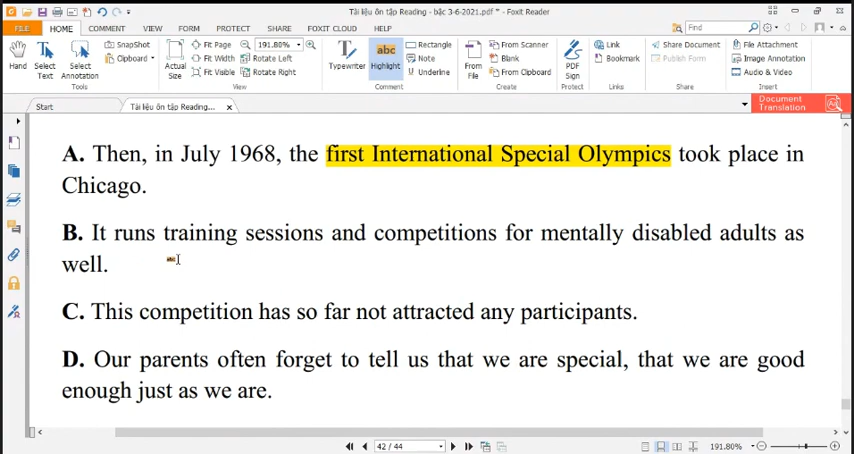 Tài liệu ôn tập Reading - bậc 3-6-2021.pdf * - Foxit Reader
FILE HOME COMMENT VIEW FORM PROTECT SHARE FOXIT CLOUD HELP
Find
Hand
Select Text
Select Annotation
SnapShot
Clipboard
Tools
Actual Size
Fit Page
Fit Width
Fit Visible
191.80%
Rotate Left
Rotate Right
View
Typewriter
abc
Highlight
Rectangle
Note
Underline
Comment
From File
From Scanner
Blank
From Clipboard
Create
PDF Sign
Protect
Link
Bookmark
Links
Share Document
Publish Form
Share
File Attachment
Image Annotation
Audio & Video
Insert
Start
Tài liệu ôn tập Reading...
Document Translation
A. Then, in July 1968, the first International Special Olympics took place in
Chicago.
B. It runs training sessions and competitions for mentally disabled adults as
well.
C. This competition has so far not attracted any participants.
D. Our parents often forget to tell us that we are special, that we are good
enough just as we are.
42 / 44
191.80%